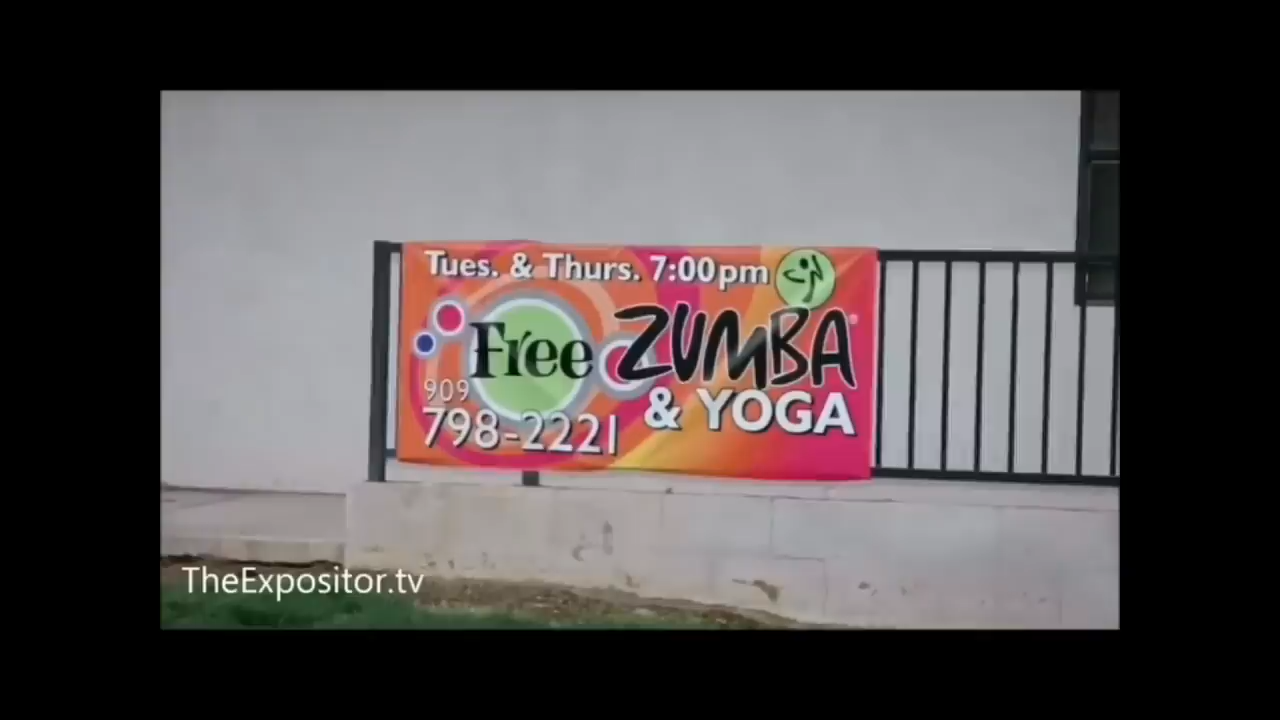 Tues. & Thurs. 7:00pm
Free ZUMBA®
& YOGA
909
798-2221
TheExpositor.tv